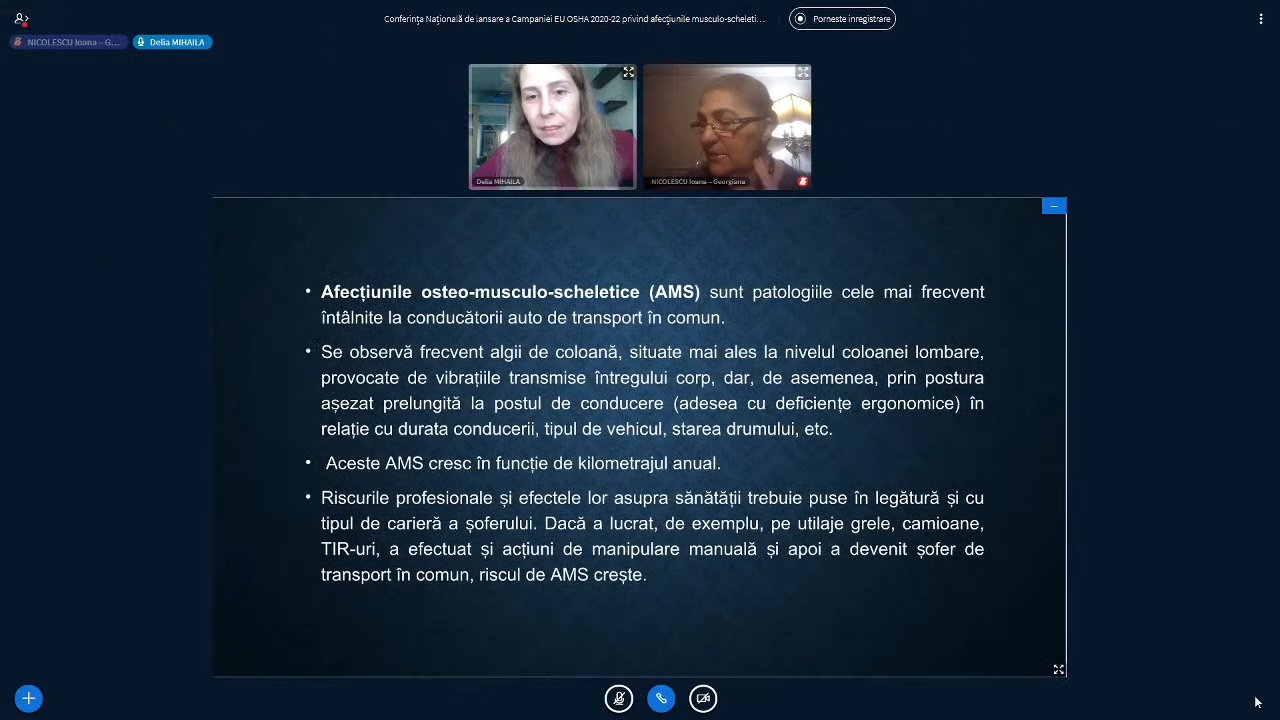 Conferința Națională de lansare a Campaniei EU OSHA 2020-22 privind afecțiunile musculo-scheleti...
Porneste inregistrare
NICOLESCU Ioana – G...
Delia MIHAILA
Delia MIHAILA
NICOLESCU Ioana – Georgiana
• Afecțiunile osteo-musculo-scheletice (AMS) sunt patologiile cele mai frecvent
întâlnite la conducătorii auto de transport în comun.
• Se observă frecvent algii de coloană, situate mai ales la nivelul coloanei lombare,
provocate de vibrațiile transmise întregului corp, dar, de asemenea, prin postura
așezat prelungită la postul de conducere (adesea cu deficiențe ergonomice) în
relație cu durata conducerii, tipul de vehicul, starea drumului, etc.
• Aceste AMS cresc în funcție de kilometrajul anual.
• Riscurile profesionale și efectele lor asupra sănătății trebuie puse în legătură și cu
tipul de carieră a șoferului. Dacă a lucrat, de exemplu, pe utilaje grele, camioane,
TIR-uri, a efectuat și acțiuni de manipulare manuală și apoi a devenit șofer de
transport în comun, riscul de AMS crește.